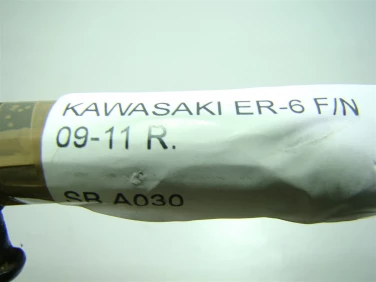 KAWASAKI ER-6 F/N
09-11 R.
SR A030